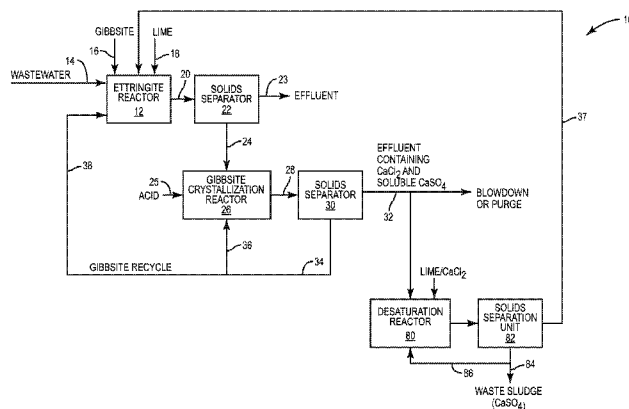 GIBBSITE
LIME
16
18
10
WASTEWATER
14
ETTRINGITE
REACTOR
12
20
SOLIDS
SEPARATOR
22
23
EFFLUENT
37
38
24
25
ACID
GIBBSITE
CRYSTALLIZATION
REACTOR
26
28
SOLIDS
SEPARATOR
30
EFFLUENT
CONTAINING
CaCl2 AND
SOLUBLE CaSO4
32
BLOWDOWN
OR PURGE
36
34
GIBBSITE RECYCLE
LIME/CaCl2
DESATURATION
REACTOR
80
SOLIDS
SEPARATION
UNIT
82
86
84
WASTE SLUDGE
(CaSO4)